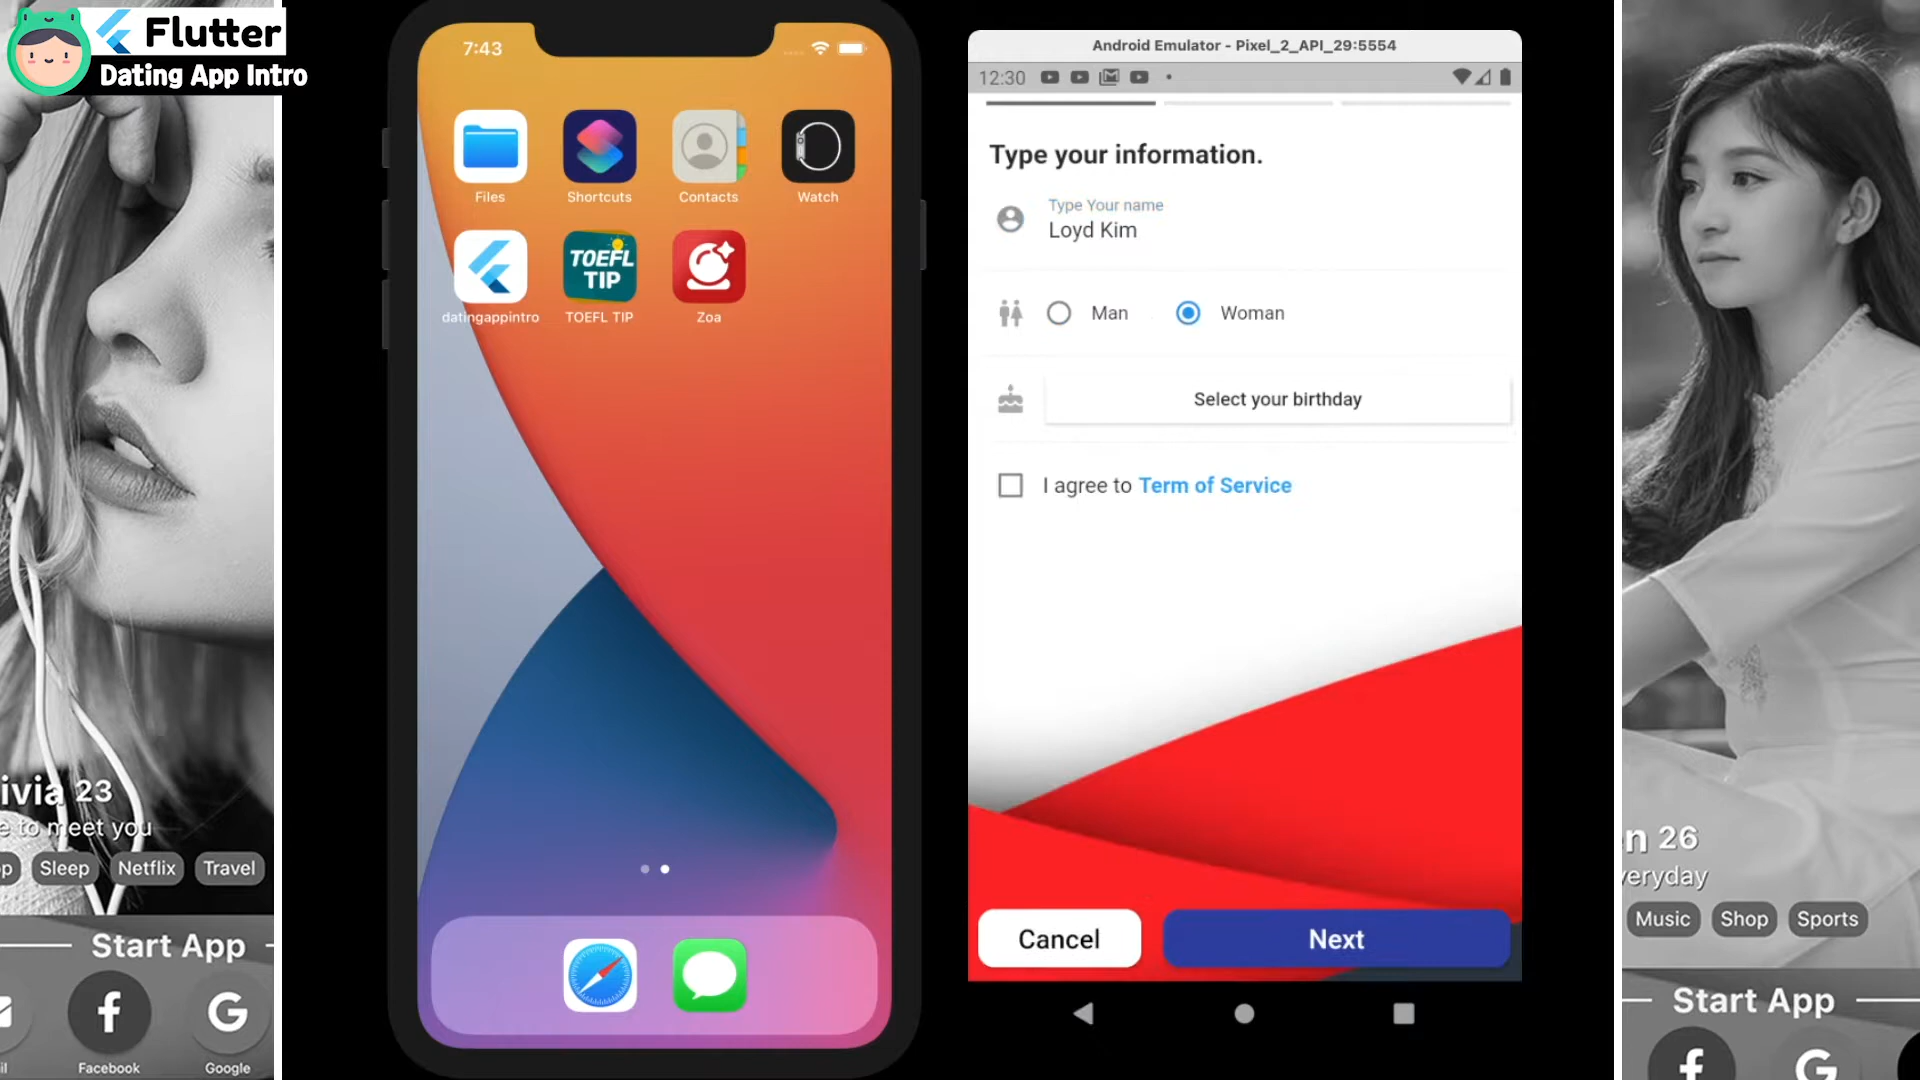 Flutter
Dating App Intro
7:43
Files
Shortcuts
Contacts
Watch
TOEFL
TIP
datingappintro
TOEFL TIP
Zoa
Android Emulator - Pixel_2_API_29:5554
12:30
Type your information.
Type Your name
Loyd Kim
Man
Woman
Select your birthday
I agree to Term of Service
Cancel
Next
ivia 23
e to meet you
p
Sleep
Netflix
Travel
Start App
il
Facebook
Google
n 26
veryday
Music
Shop
Sports
Start App